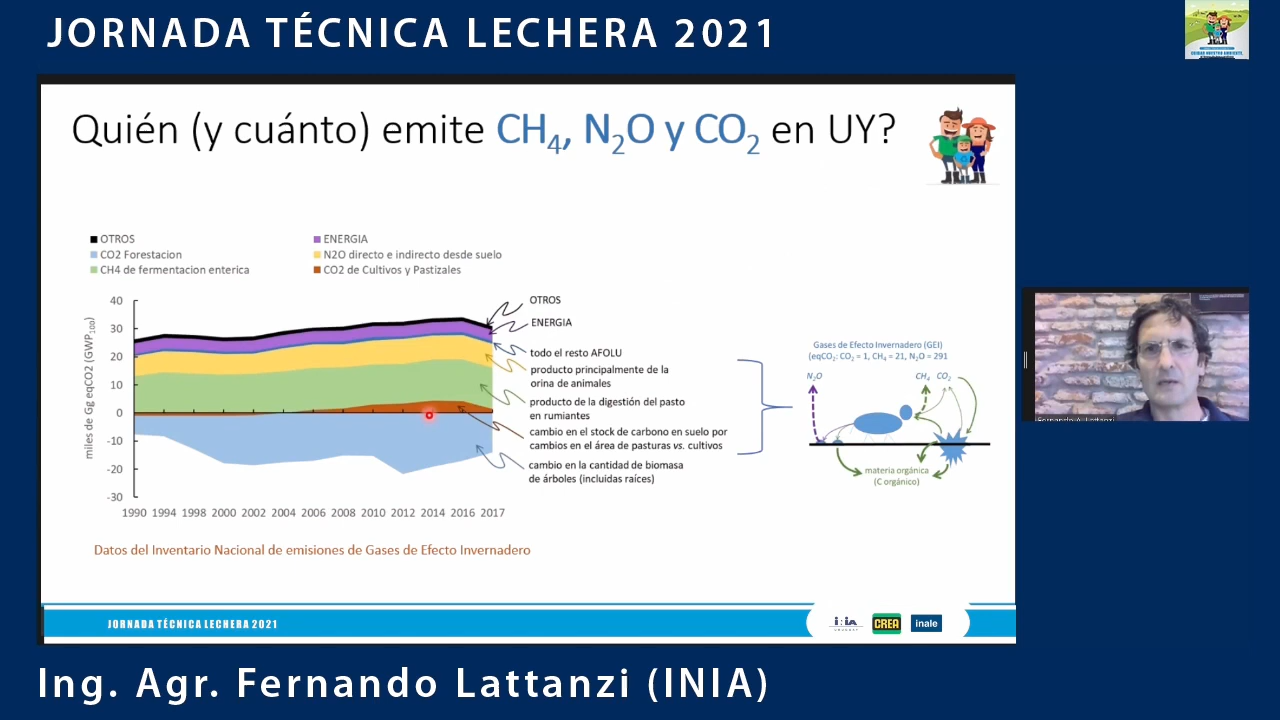 JORNADA TÉCNICA LECHERA 2021
Quién (y cuánto) emite CH4, N2O y CO2 en UY?
OTROS
ENERGIA
CO2 Forestacion
N2O directo e indirecto desde suelo
CH4 de fermentacion enterica
CO2 de Cultivos y Pastizales
miles de Gg eqCO2 (GWP100)
40
30
20
10
0
-10
-20
-30
1990 1994 1998 2000 2002 2004 2006 2008 2010 2012 2014 2016 2017
OTROS
ENERGIA
todo el resto AFOLU
producto principalmente de la
orina de animales
producto de la digestión del pasto
en rumiantes
cambio en el stock de carbono en suelo por
cambios en el área de pasturas vs. cultivos
cambio en la cantidad de biomasa
de árboles (incluidas raíces)
Gases de Efecto Invernadero (GEI)
(eqCO2: CO2 = 1, CH4 = 21, N2O = 291
N2O
CH4 CO2
materia orgánica
(C orgánico)
Datos del Inventario Nacional de emisiones de Gases de Efecto Invernadero
JORNADA TÉCNICA LECHERA 2021
inia
URUGUAY
CREA
inale
Fernando A. Lattanzi
Ing. Agr. Fernando Lattanzi (INIA)